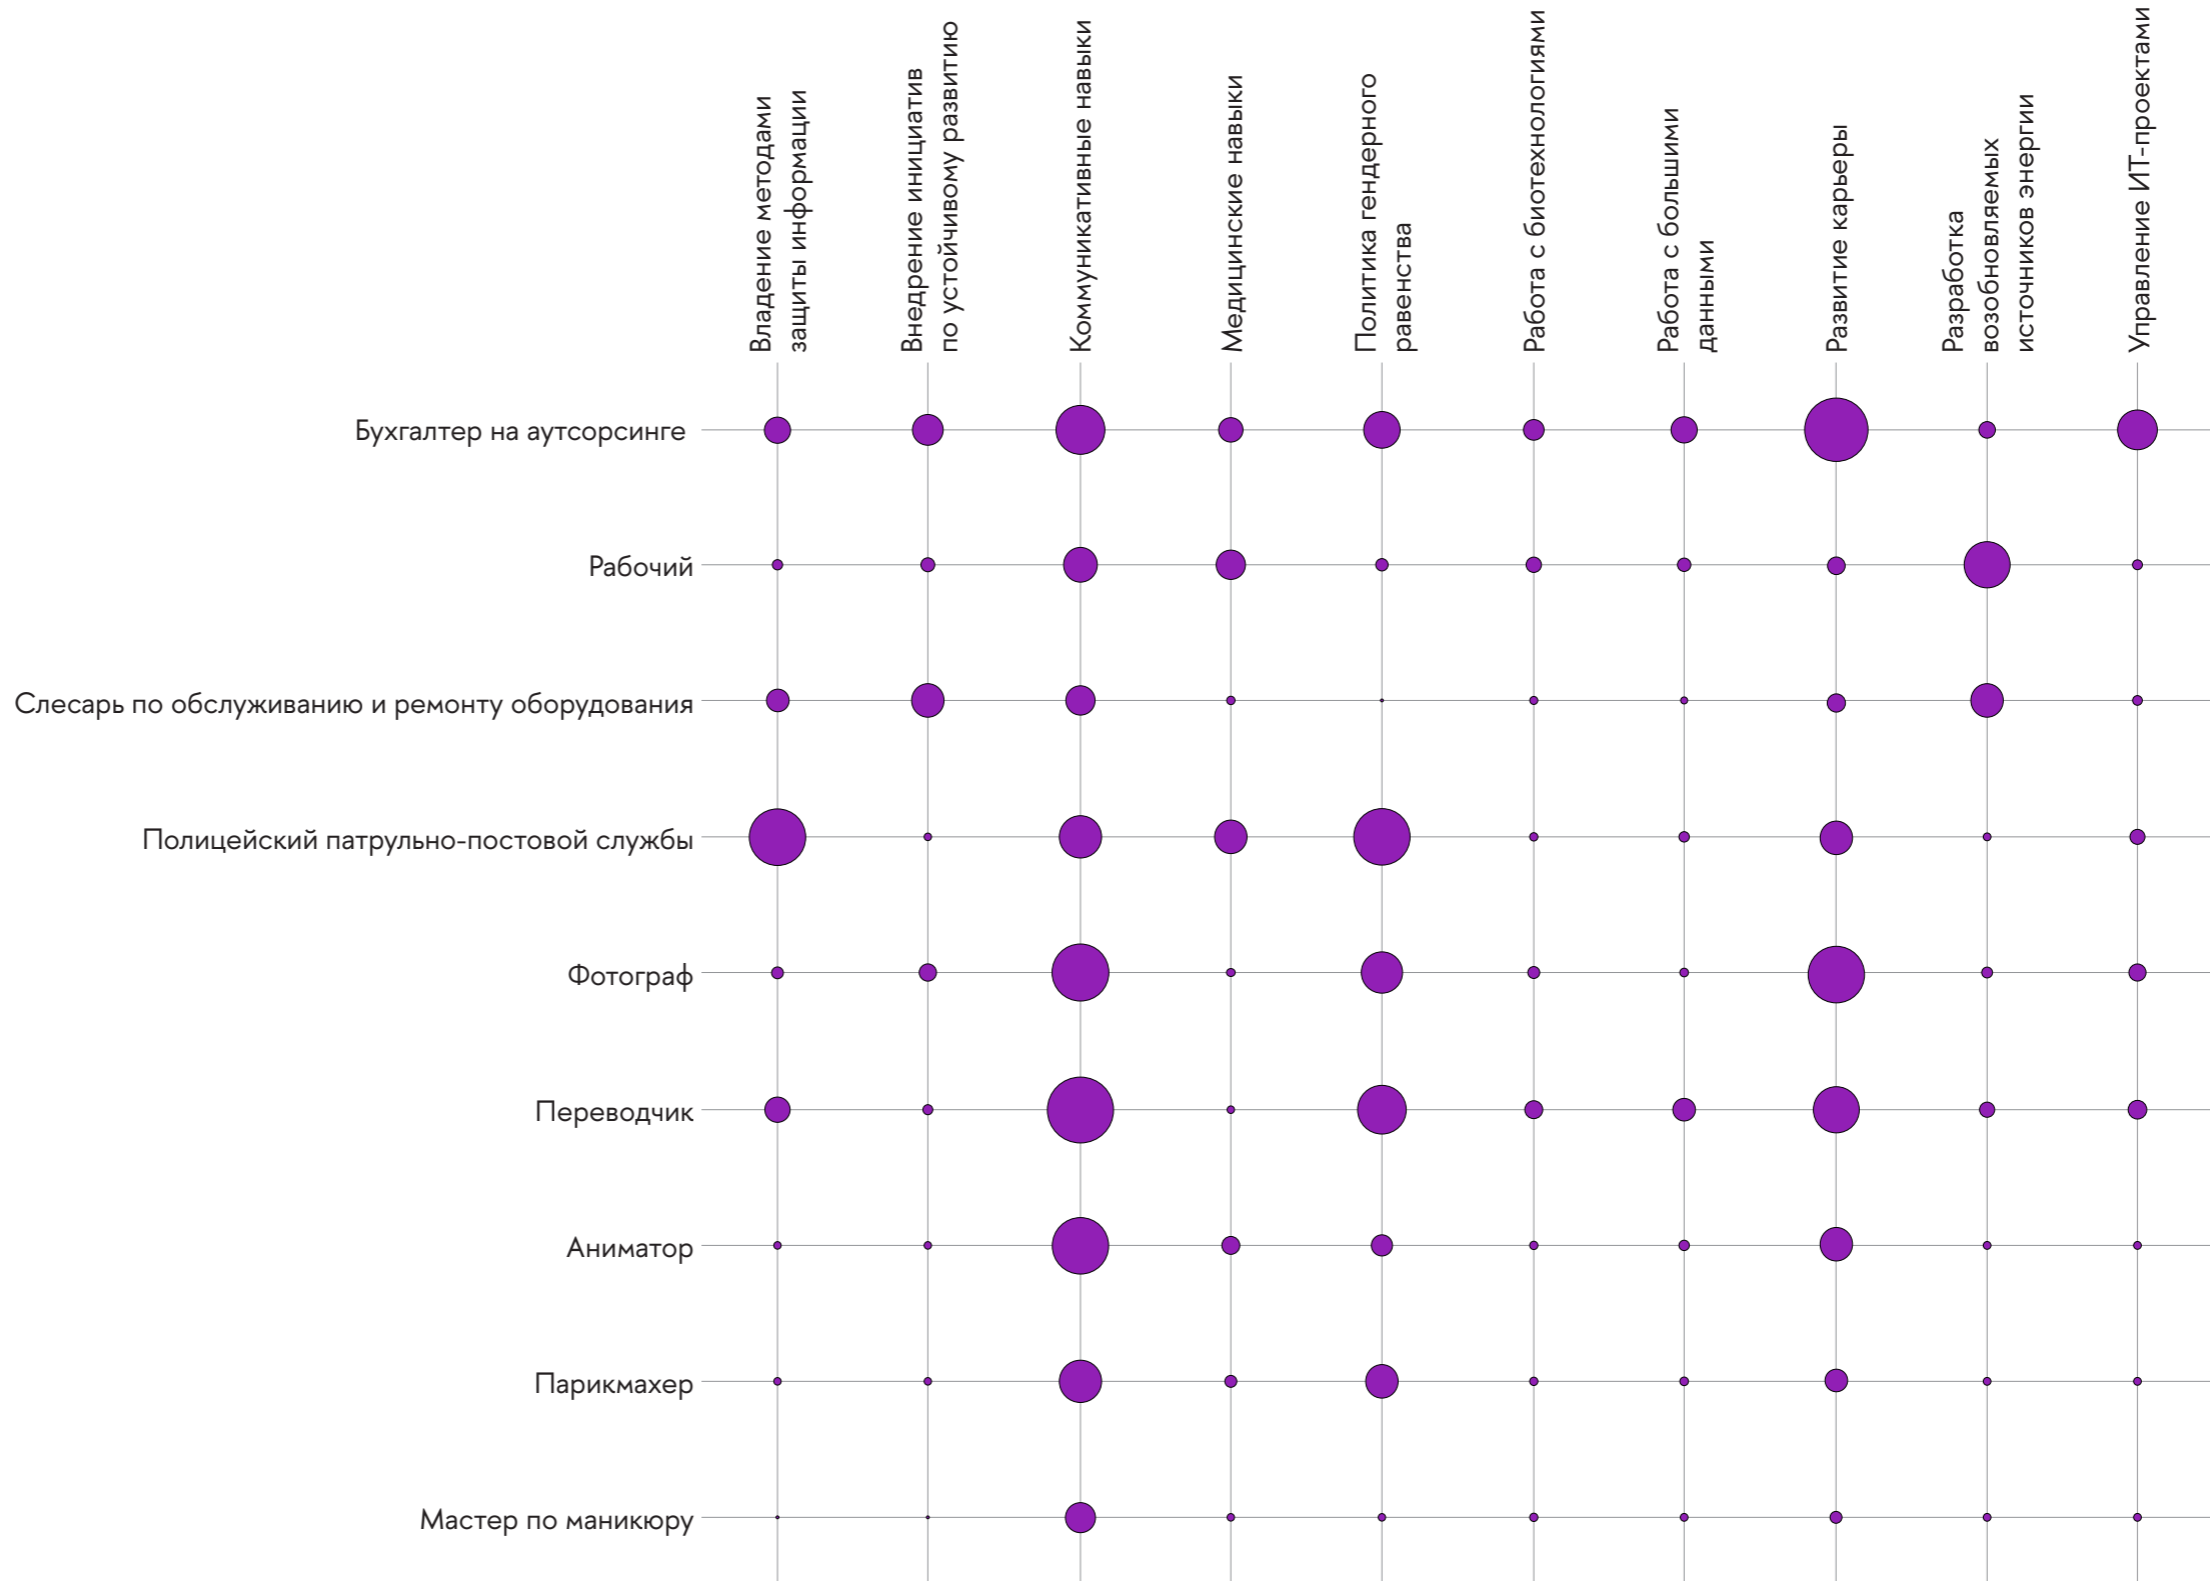 Владение методами
защиты информации
Внедрение инициатив
по устойчивому развитию
Коммуникативные навыки
Медицинские навыки
Политика гендерного
равенства
Работа с биотехнологиями
Работа с большими
данными
Развитие карьеры
Разработка
возобновляемых
источников энергии
Управление ИТ-проектами
Бухгалтер на аутсорсинге
Рабочий
Слесарь по обслуживанию и ремонту оборудования
Полицейский патрульно-постовой службы
Фотограф
Переводчик
Аниматор
Парикмахер
Мастер по маникюру